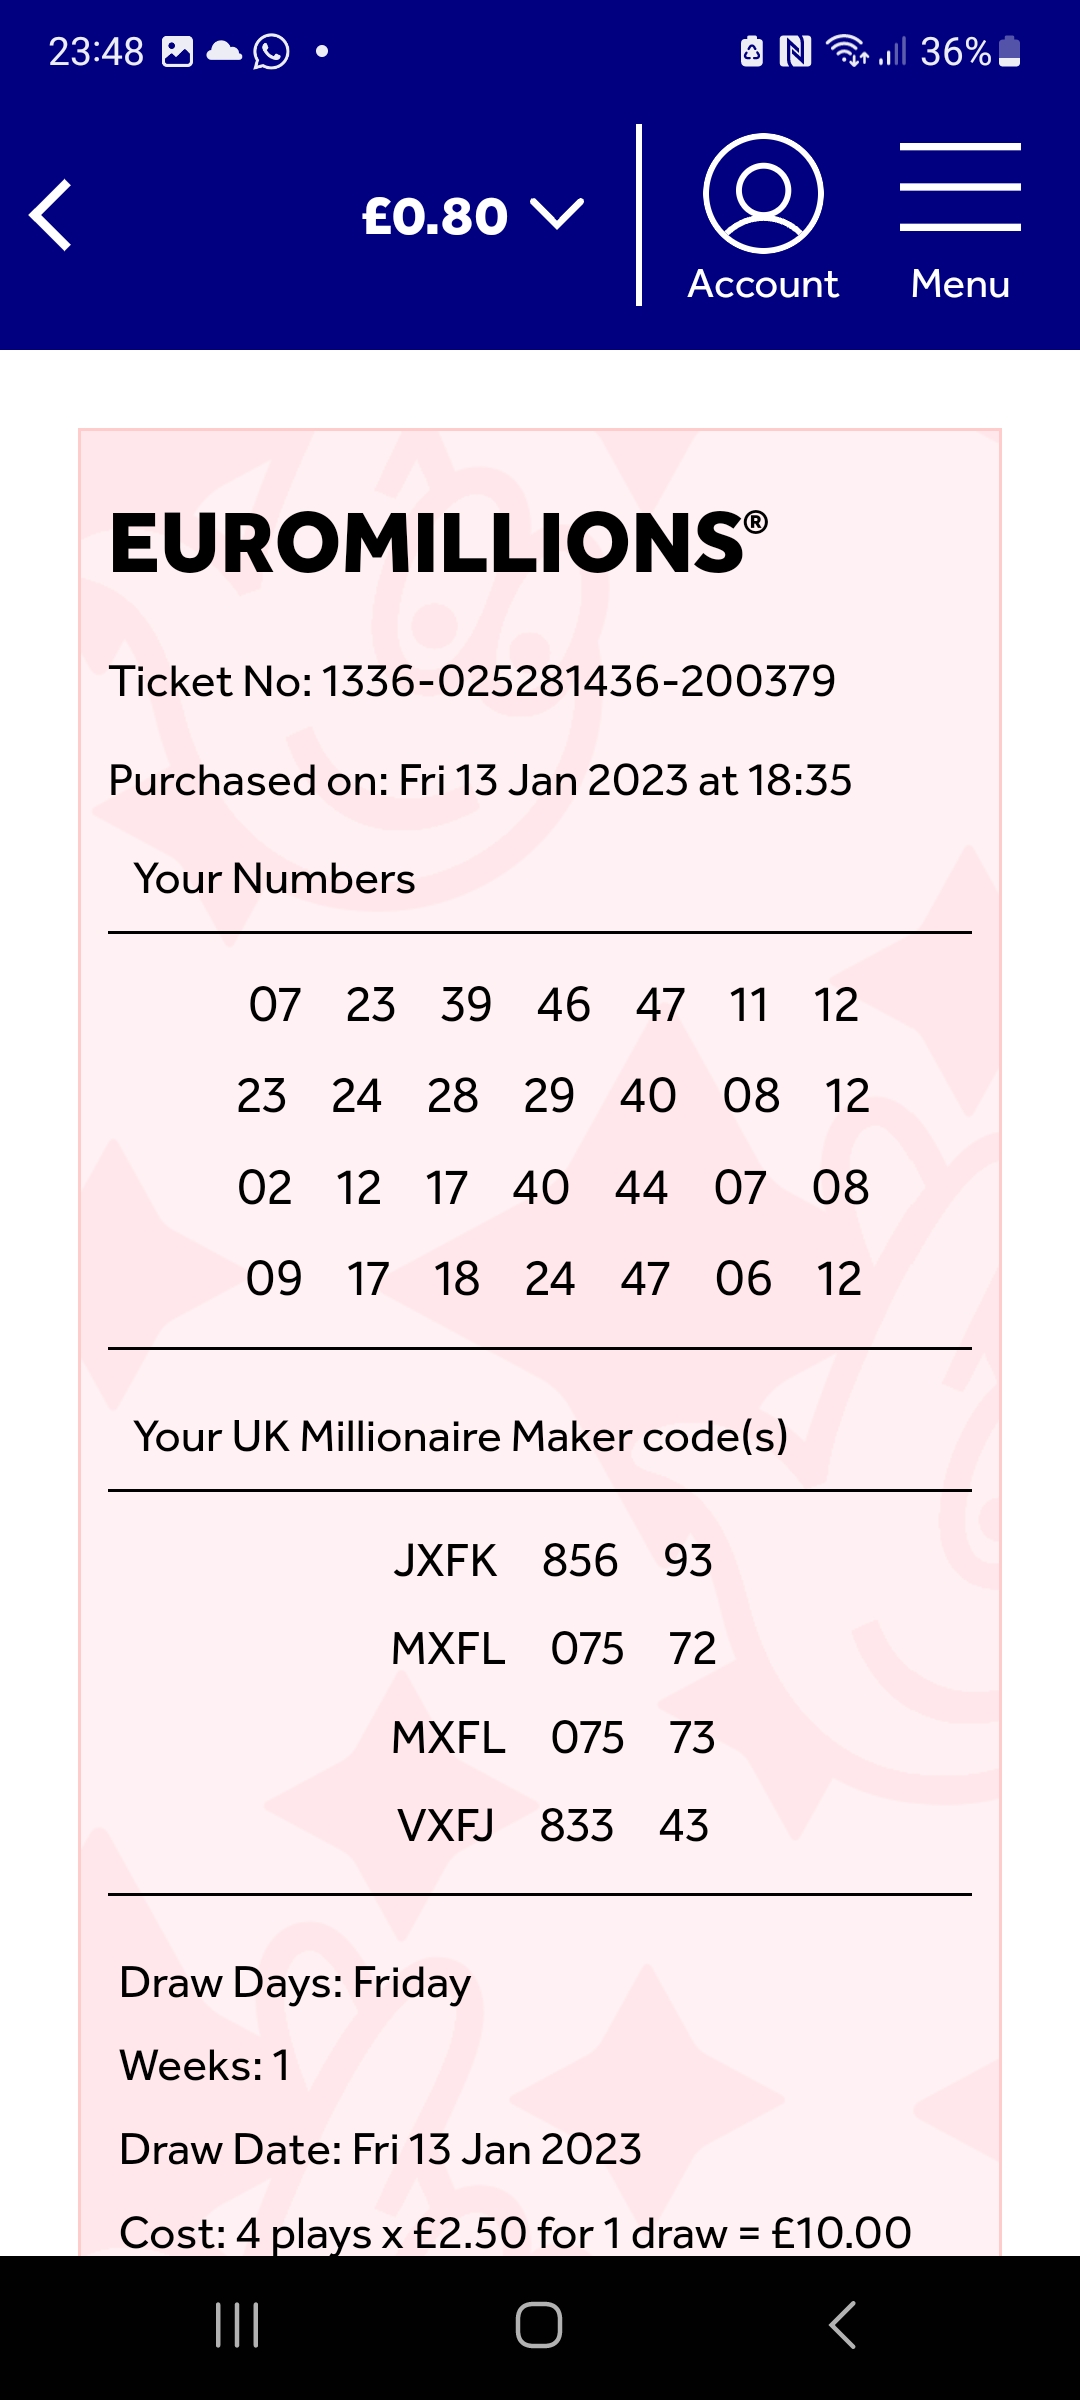 23:48 36%
£0.80
Account Menu
EUROMILLIONS®
Ticket No: 1336-025281436-200379
Purchased on: Fri 13 Jan 2023 at 18:35
Your Numbers
07 23 39 46 47 11 12
23 24 28 29 40 08 12
02 12 17 40 44 07 08
09 17 18 24 47 06 12
Your UK Millionaire Maker code(s)
JXFK 856 93
MXFL 075 72
MXFL 075 73
VXFJ 833 43
Draw Days: Friday
Weeks: 1
Draw Date: Fri 13 Jan 2023
Cost: 4 plays x £2.50 for 1 draw = £10.00